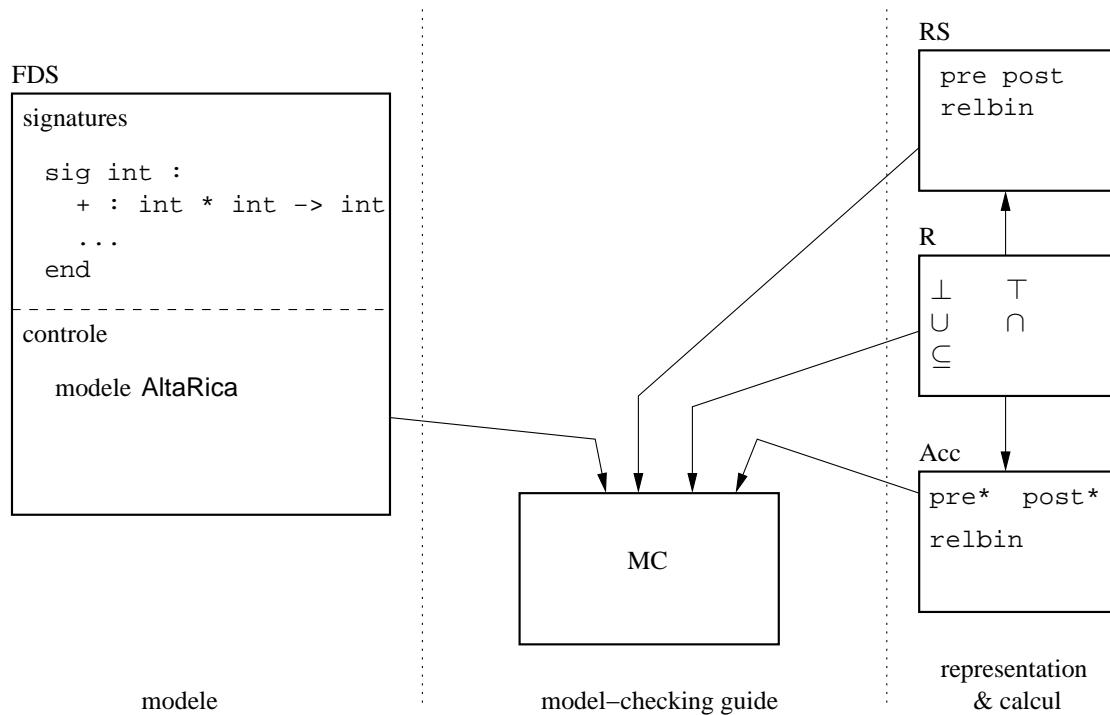 FDS
signatures
sig int :
+ : int * int −> int
...
end
controle
modele AltaRica
modele
MC
model−checking guide
RS
pre post
relbin
R
⊥ ⊤
∪ ∩
⊆
Acc
pre* post*
relbin
representation
& calcul